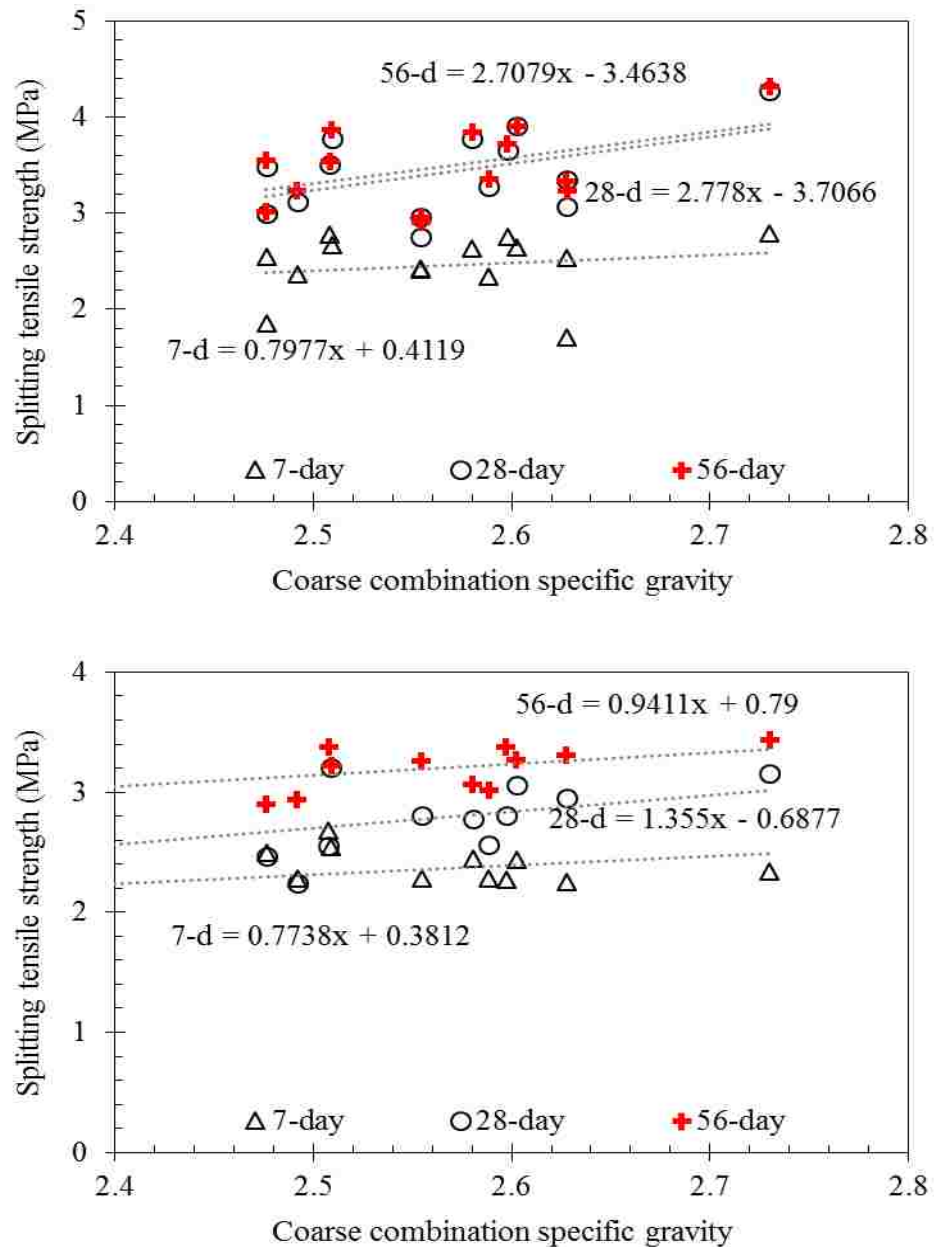 5
4
3
2
1
0
Splitting tensile strength (MPa)
56-d = 2.7079x - 3.4638
28-d = 2.778x - 3.7066
7-d = 0.7977x + 0.4119
7-day 28-day 56-day
2.4 2.5 2.6 2.7 2.8
Coarse combination specific gravity
4
3
2
1
0
Splitting tensile strength (MPa)
56-d = 0.9411x + 0.79
28-d = 1.355x - 0.6877
7-d = 0.7738x + 0.3812
7-day 28-day 56-day
2.4 2.5 2.6 2.7 2.8
Coarse combination specific gravity